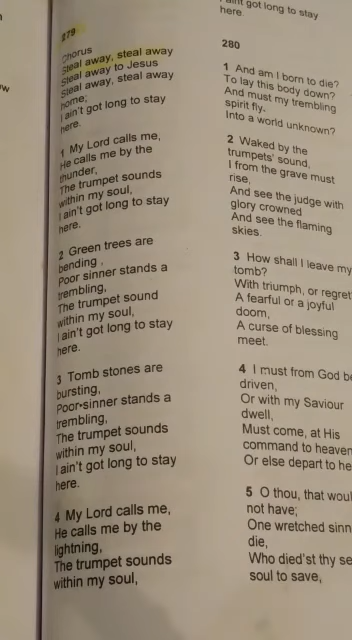 279
Chorus
Steal away, steal away
Steal away to Jesus
Steal away, steal away
home;
I ain't got long to stay
here.
1 My Lord calls me,
He calls me by the
thunder,
The trumpet sounds
within my soul,
I ain't got long to stay
here.
2 Green trees are
bending ,
Poor sinner stands a
trembling,
The trumpet sound
within my soul,
I ain't got long to stay
here.
3 Tomb stones are
bursting,
Poor•sinner stands a
trembling,
The trumpet sounds
within my soul,
I ain't got long to stay
here.
4 My Lord calls me,
He calls me by the
lightning,
The trumpet sounds
within my soul,
got long to stay
here.
280
1 And am I born to die?
To lay this body down?
And must my trembling
spirit fly,
Into a world unknown?
2 Waked by the
trumpets' sound,
I from the grave must
rise,
And see the judge with
glory crowned
And see the flaming
skies.
3 How shall I leave my
tomb?
With triumph, or regret
A fearful or a joyful
doom,
A curse of blessing
meet.
4 I must from God be
driven,
Or with my Saviour
dwell,
Must come, at His
command to heaven
Or else depart to he
5 O thou, that woul
not have;
One wretched sinn
die,
Who died'st thy se
soul to save,